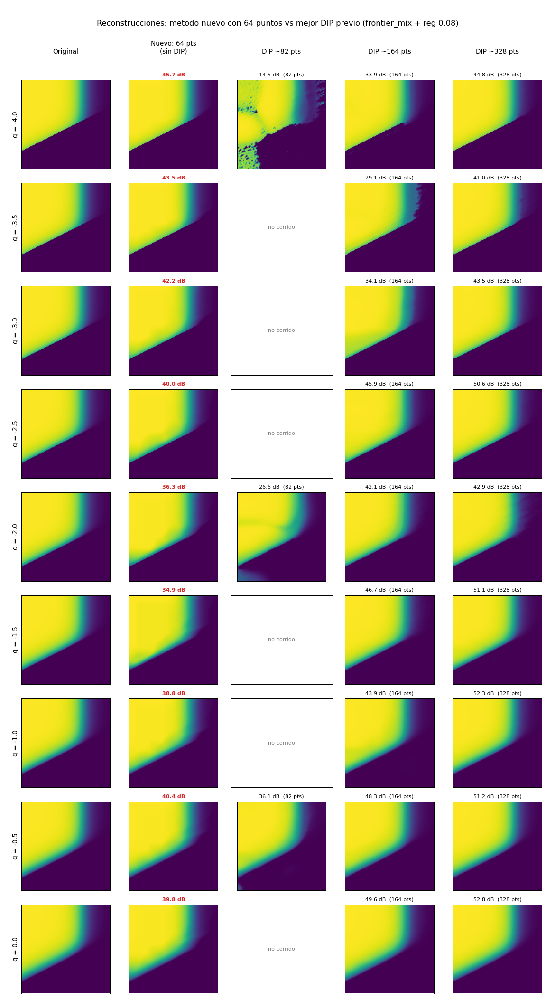 Reconstrucciones: metodo nuevo con 64 puntos vs mejor DIP previo (frontier_mix + reg 0.08)
Original
Nuevo: 64 pts
(sin DIP)
DIP ~82 pts
DIP ~164 pts
DIP ~328 pts
g = -4.0
45.7 dB
14.5 dB (82 pts)
33.9 dB (164 pts)
44.8 dB (328 pts)
g = -3.5
43.5 dB
no corrido
29.1 dB (164 pts)
41.0 dB (328 pts)
g = -3.0
42.2 dB
no corrido
34.1 dB (164 pts)
43.5 dB (328 pts)
g = -2.5
40.0 dB
no corrido
45.9 dB (164 pts)
50.6 dB (328 pts)
g = -2.0
36.3 dB
26.6 dB (82 pts)
42.1 dB (164 pts)
42.9 dB (328 pts)
g = -1.5
34.9 dB
no corrido
46.7 dB (164 pts)
51.1 dB (328 pts)
g = -1.0
38.8 dB
no corrido
43.9 dB (164 pts)
52.3 dB (328 pts)
g = -0.5
40.4 dB
36.1 dB (82 pts)
48.3 dB (164 pts)
51.2 dB (328 pts)
g = 0.0
39.8 dB
no corrido
49.6 dB (164 pts)
52.8 dB (328 pts)